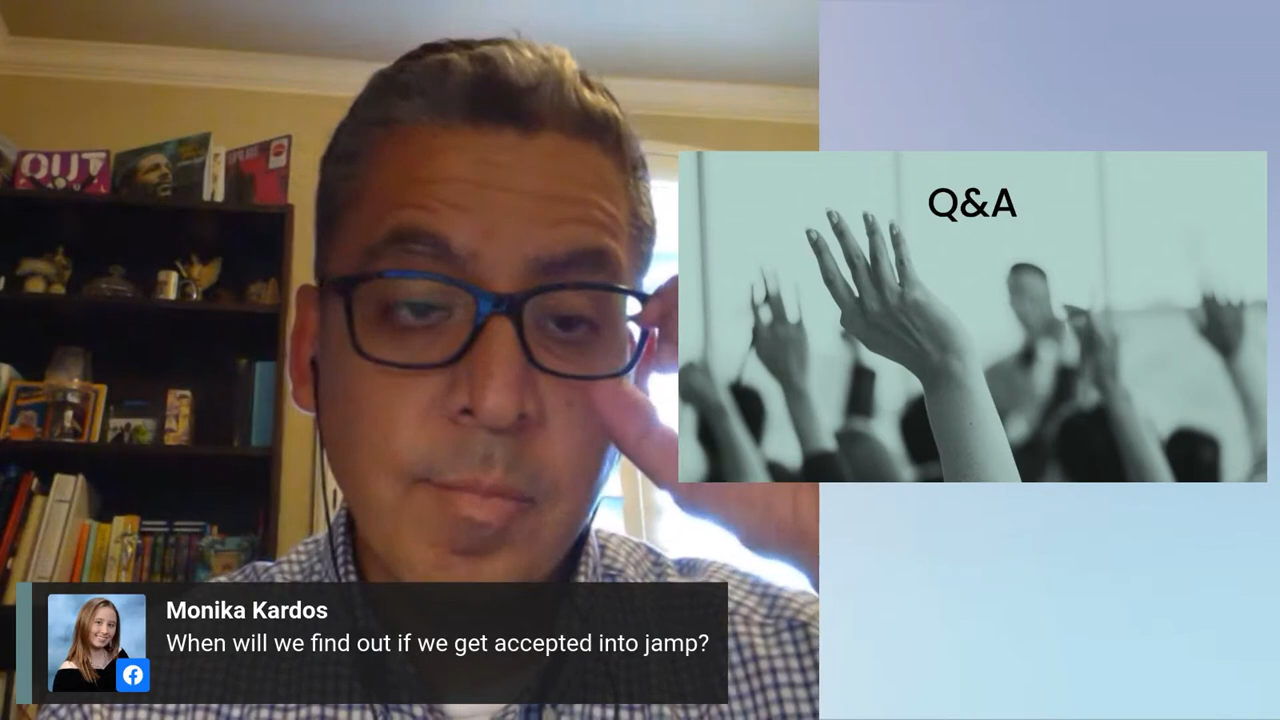 OUT
Q&A
Monika Kardos
When will we find out if we get accepted into jamp?